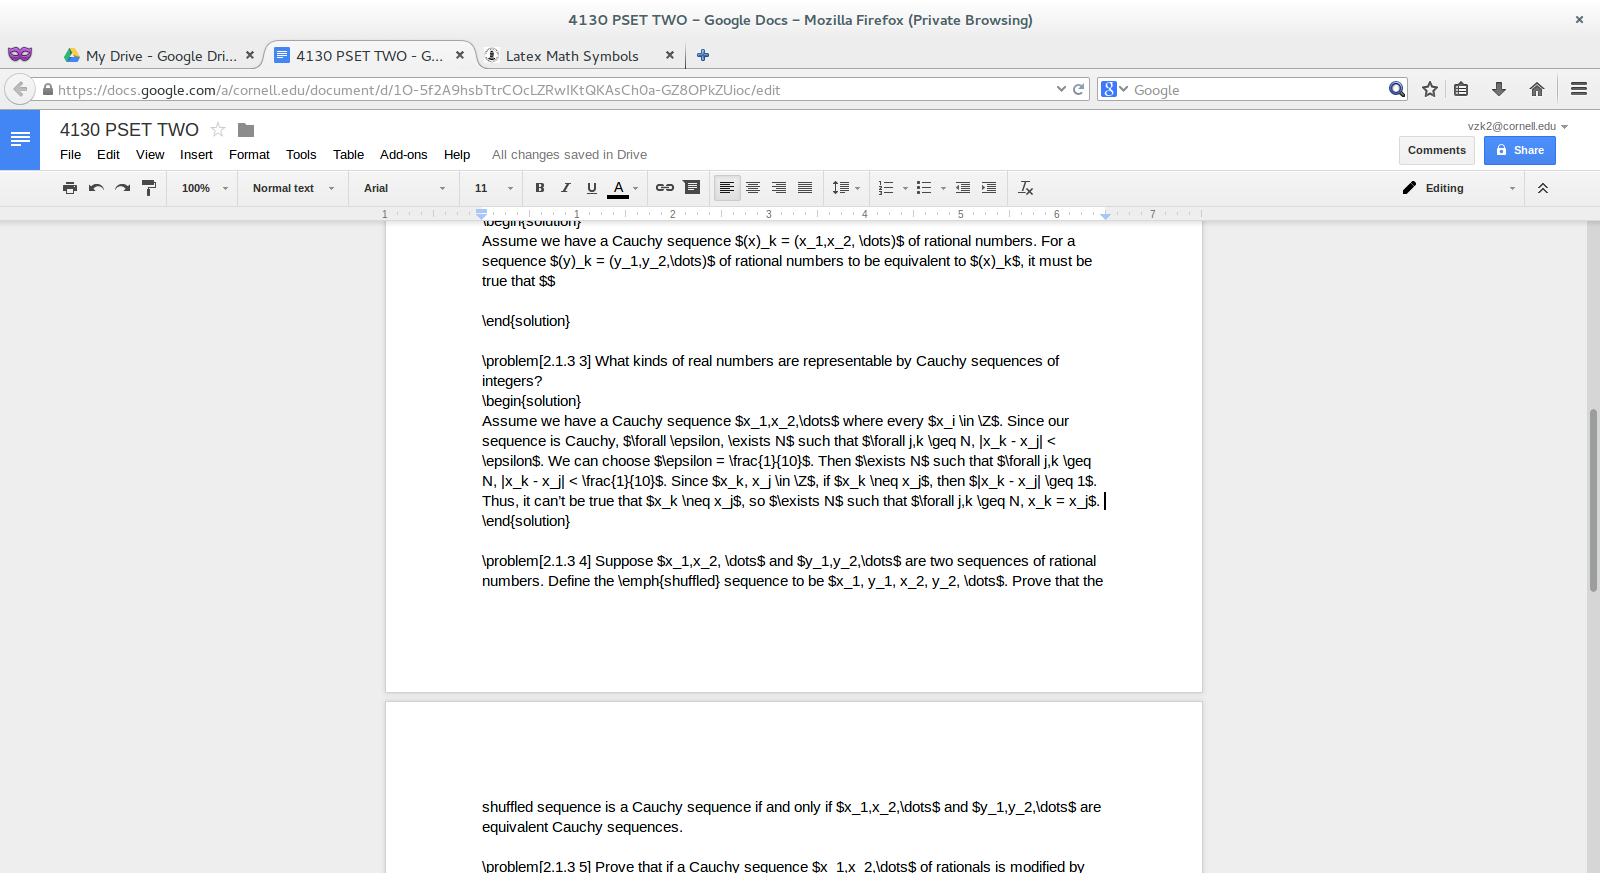 4130 PSET TWO – Google Docs – Mozilla Firefox (Private Browsing)
My Drive - Google Dri...
4130 PSET TWO - G...
Latex Math Symbols
https://docs.google.com/a/cornell.edu/document/d/1O-5f2A9hsbTtrCOcLZRwIKtQKAsCh0a-GZ8OPkZUioc/edit
Google
4130 PSET TWO
vzk2@cornell.edu
File Edit View Insert Format Tools Table Add-ons Help All changes saved in Drive
Comments
Share
100% Normal text Arial 11 B I U A Editing
1 1 2 3 4 5 6 7
\begin{solution}
Assume we have a Cauchy sequence $(x)_k = (x_1,x_2, \dots)$ of rational numbers. For a
sequence $(y)_k = (y_1,y_2,\dots)$ of rational numbers to be equivalent to $(x)_k$, it must be
true that $$
\end{solution}
\problem[2.1.3 3] What kinds of real numbers are representable by Cauchy sequences of
integers?
\begin{solution}
Assume we have a Cauchy sequence $x_1,x_2,\dots$ where every $x_i \in \Z$. Since our
sequence is Cauchy, $\forall \epsilon, \exists N$ such that $\forall j,k \geq N, |x_k - x_j| <
\epsilon$. We can choose $\epsilon = \frac{1}{10}$. Then $\exists N$ such that $\forall j,k \geq
N, |x_k - x_j| < \frac{1}{10}$. Since $x_k, x_j \in \Z$, if $x_k \neq x_j$, then $|x_k - x_j| \geq 1$.
Thus, it can't be true that $x_k \neq x_j$, so $\exists N$ such that $\forall j,k \geq N, x_k = x_j$.
\end{solution}
\problem[2.1.3 4] Suppose $x_1,x_2, \dots$ and $y_1,y_2,\dots$ are two sequences of rational
numbers. Define the \emph{shuffled} sequence to be $x_1, y_1, x_2, y_2, \dots$. Prove that the
shuffled sequence is a Cauchy sequence if and only if $x_1,x_2,\dots$ and $y_1,y_2,\dots$ are
equivalent Cauchy sequences.
\problem[2.1.3 5] Prove that if a Cauchy sequence $x_1,x_2,\dots$ of rationals is modified by